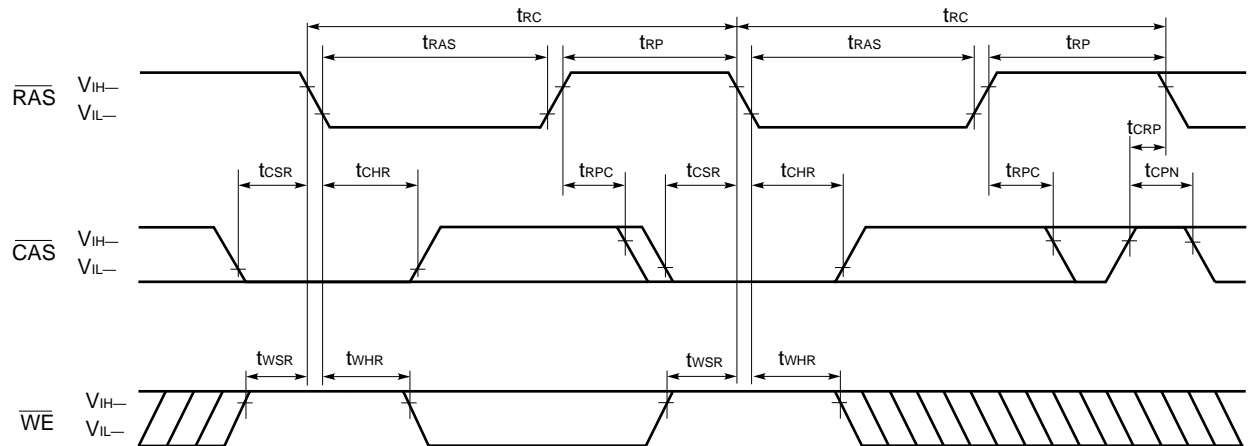 tRC tRC
tRAS tRP tRAS tRP
RAS VIH—
VIL—
tCRP
tCSR tCHR tRPC tCSR tCHR tRPC tCPN
CAS VIH—
VIL—
tWSR tWHR tWSR tWHR
WE VIH—
VIL—